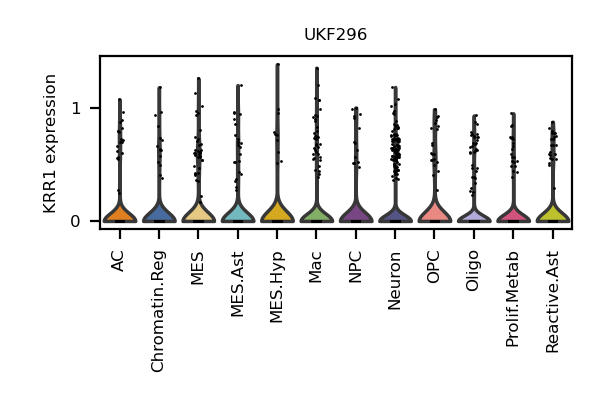 UKF296
KRR1 expression
1
0
AC
Chromatin.Reg
MES
MES.Ast
MES.Hyp
Mac
NPC
Neuron
OPC
Oligo
Prolif.Metab
Reactive.Ast